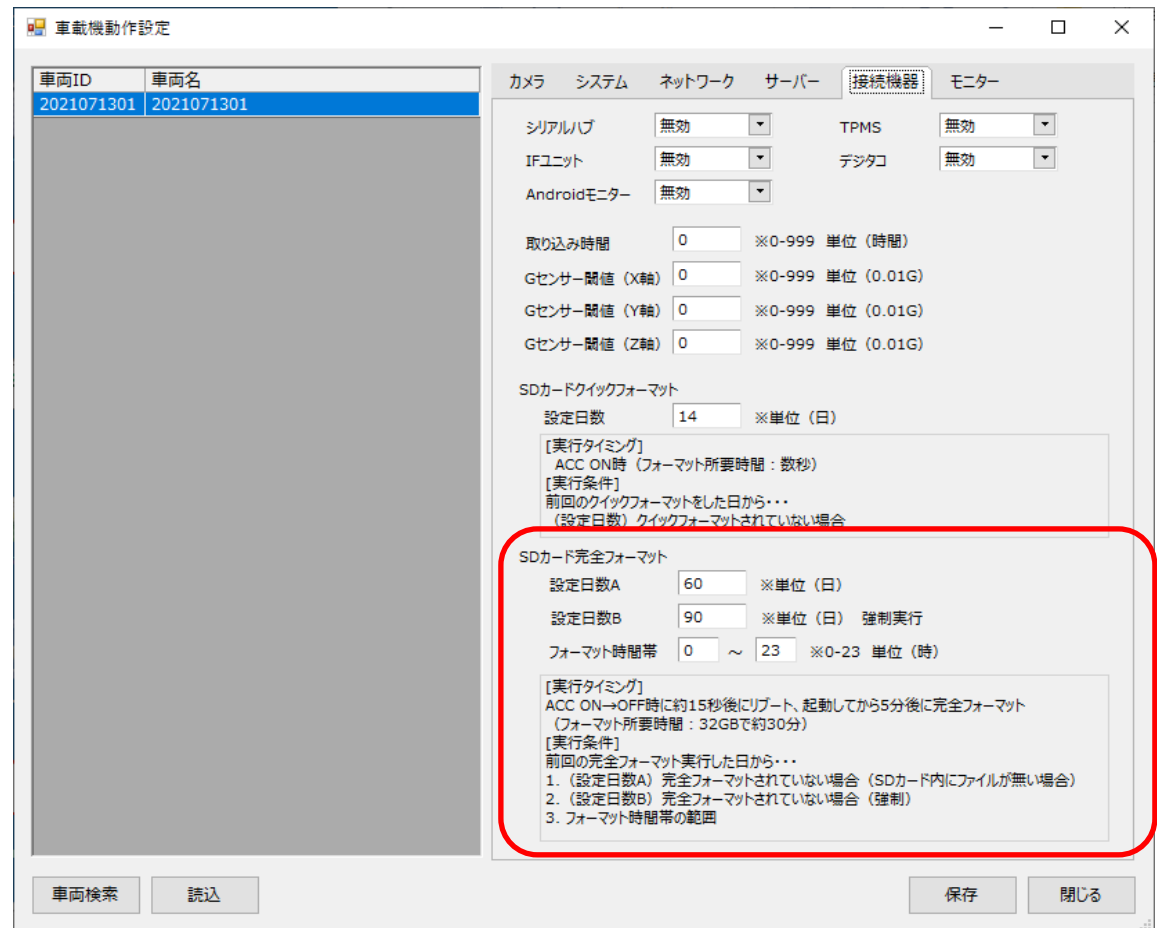 車載機動作設定
車両ID 車両名
2021071301 2021071301
カメラ システム ネットワーク サーバー 接続機器 モニター
シリアルハブ 無効 TPMS 無効
IFユニット 無効 デジタコ 無効
Androidモニター 無効
取り込み時間 0 ※0-999 単位（時間）
Gセンサー閾値（X軸） 0 ※0-999 単位（0.01G）
Gセンサー閾値（Y軸） 0 ※0-999 単位（0.01G）
Gセンサー閾値（Z軸） 0 ※0-999 単位（0.01G）
SDカードクイックフォーマット
設定日数 14 ※単位（日）
[実行タイミング]
ACC ON時（フォーマット所要時間：数秒）
[実行条件]
前回のクイックフォーマットをした日から・・・
（設定日数）クイックフォーマットされていない場合
SDカード完全フォーマット
設定日数A 60 ※単位（日）
設定日数B 90 ※単位（日） 強制実行
フォーマット時間帯 0 ～ 23 ※0-23 単位（時）
[実行タイミング]
ACC ON→OFF時に約15秒後にリブート、起動してから5分後に完全フォーマット
（フォーマット所要時間：32GBで約30分）
[実行条件]
前回の完全フォーマット実行した日から・・・
1.（設定日数A）完全フォーマットされていない場合（SDカード内にファイルが無い場合）
2.（設定日数B）完全フォーマットされていない場合（強制）
3. フォーマット時間帯の範囲
車両検索 読込 保存 閉じる